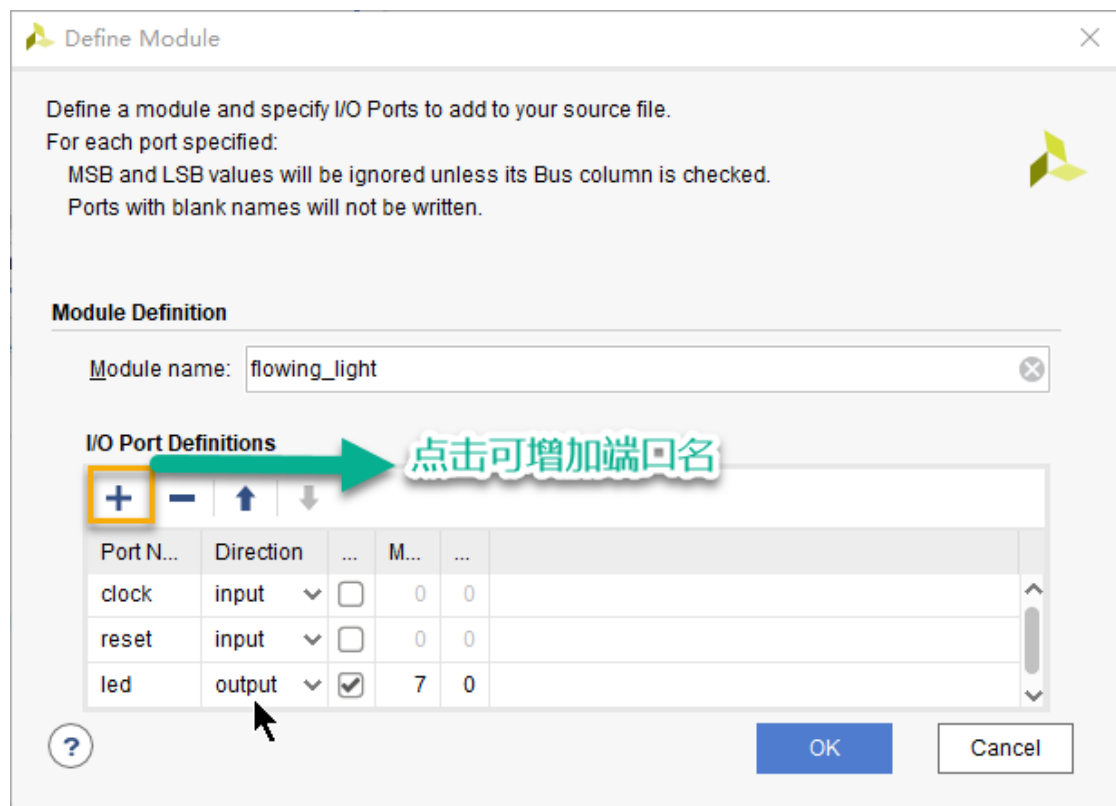 Define Module
Define a module and specify I/O Ports to add to your source file.
For each port specified:
MSB and LSB values will be ignored unless its Bus column is checked.
Ports with blank names will not be written.
Module Definition
Module name: flowing_light
I/O Port Definitions
点击可增加端口名
Port N... Direction ... M... ...
clock input 0 0
reset input 0 0
led output 7 0
? OK Cancel